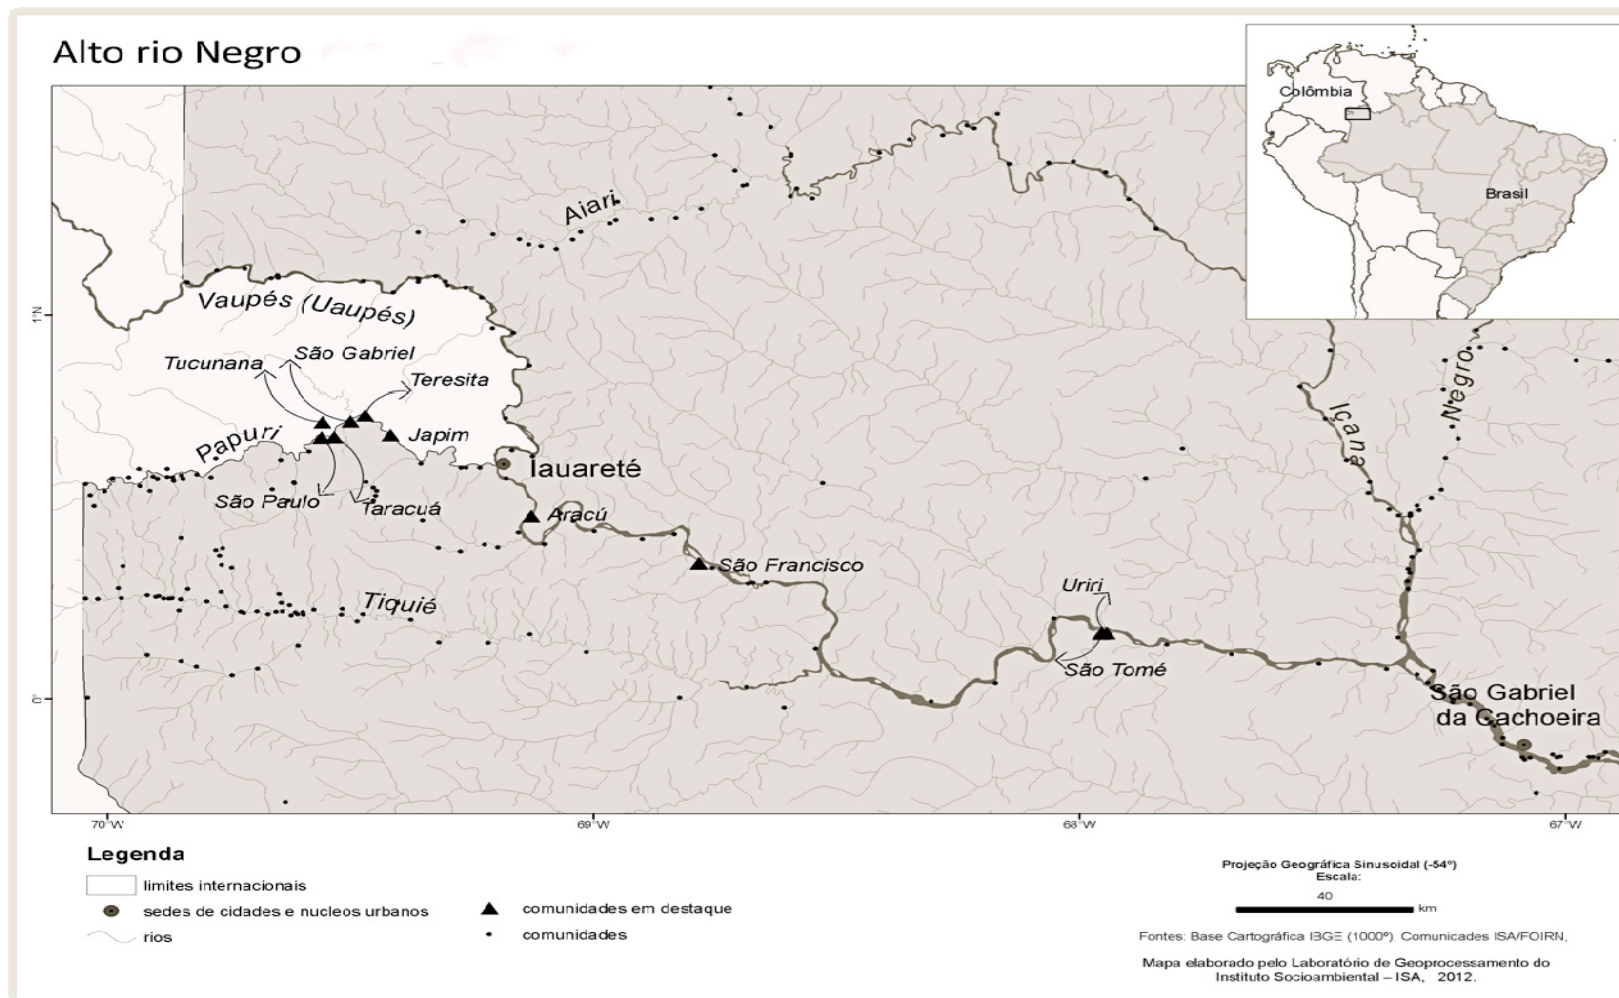 Alto rio Negro
Colômbia
Brasil
Aiari
Vaupés (Uaupés)
1°N
São Gabriel
Tucunana
Teresita
Negro
Içana
Papuri
Japim
Iauareté
São Paulo
Taracuá
Aracú
São Francisco
Uriri
Tiquié
São Tomé
0°
São Gabriel
da Cachoeira
70°W
69°W
68°W
67°W
Legenda
limites internacionais
sedes de cidades e nucleos urbanos
rios
comunidades em destaque
comunidades
Projeção Geográfica Sinusoidal (-54º)
Escala:
40
km
Fontes: Base Cartográfica IBGE (1000º), Comunicades ISA/FOIRN,
Mapa elaborado pelo Laboratório de Geoprocessamento do
Instituto Socioambiental – ISA, 2012.